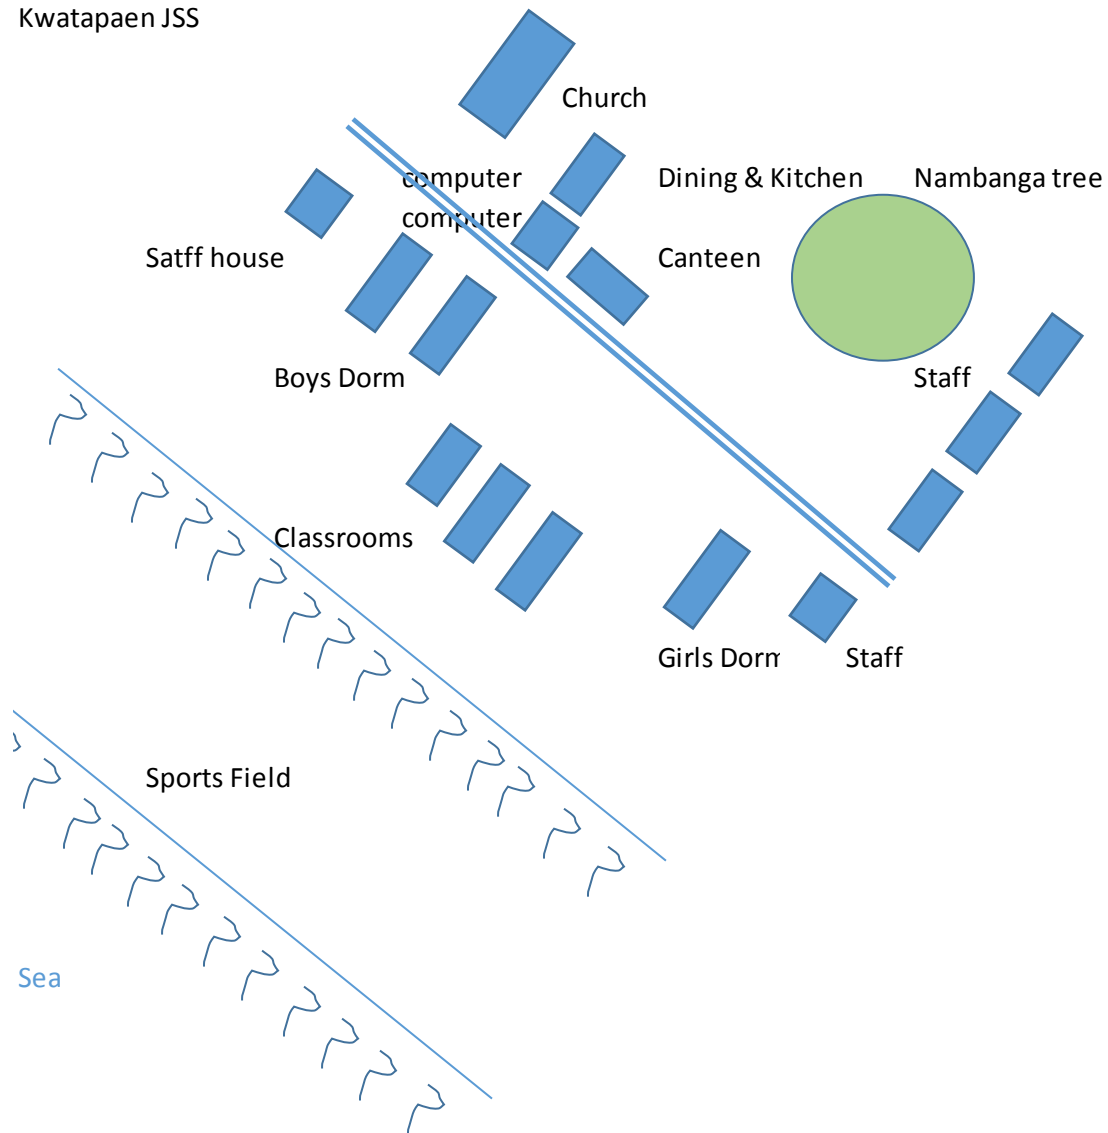 Kwatapaen JSS
Church
computer
Dining & Kitchen
Nambanga tree
computer
Satff house
Canteen
Boys Dorm
Staff
Classrooms
Girls Dorm
Staff
Sports Field
Sea